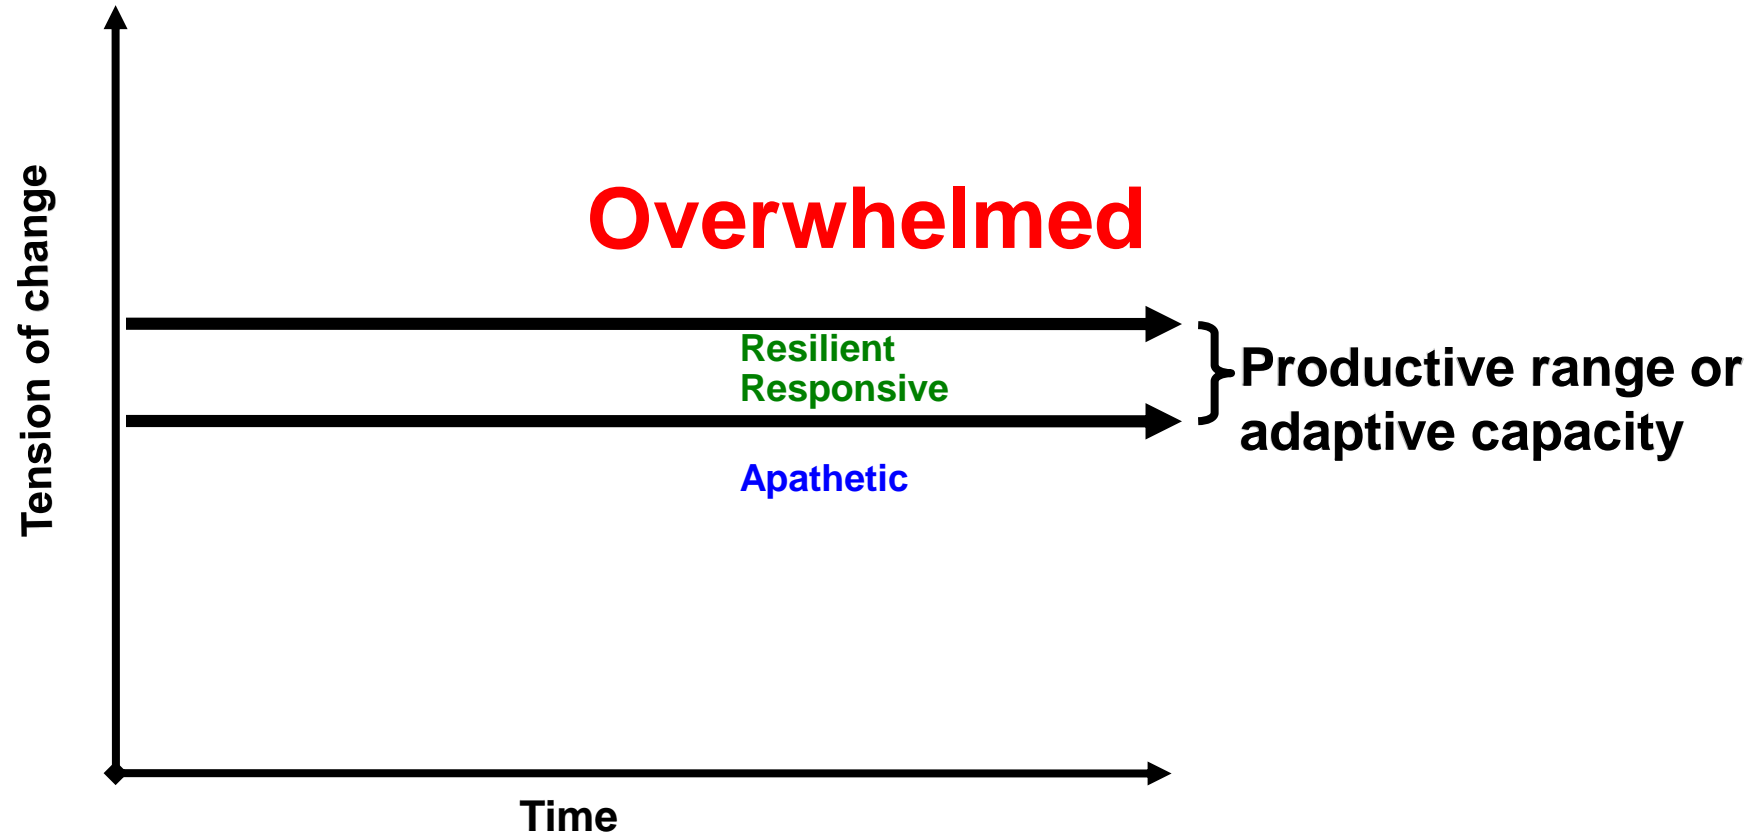 Tension of change
Overwhelmed
Resilient
Responsive
Productive range or
adaptive capacity
Apathetic
Time